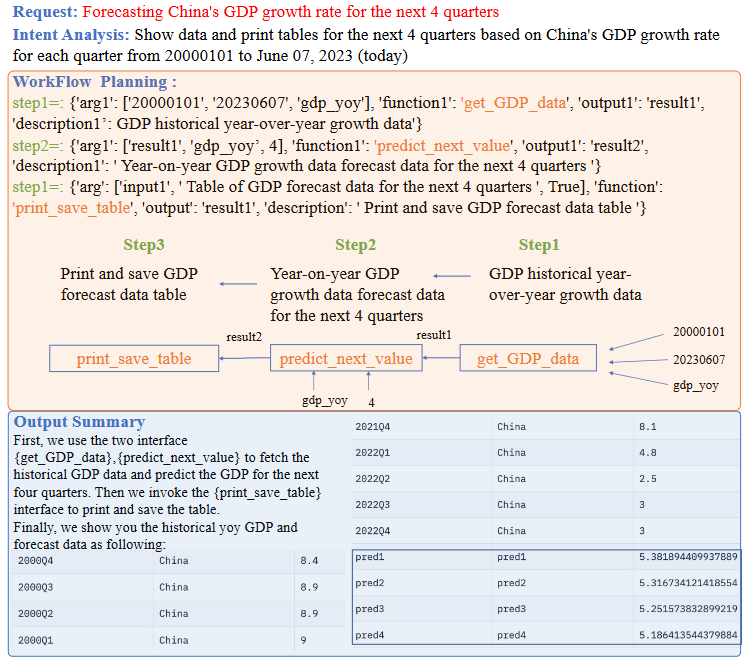 Request: Forecasting China's GDP growth rate for the next 4 quarters
Intent Analysis: Show data and print tables for the next 4 quarters based on China's GDP growth rate
for each quarter from 20000101 to June 07, 2023 (today)
WorkFlow Planning :
step1=: {'arg1': ['20000101', '20230607', 'gdp_yoy'], 'function1': 'get_GDP_data', 'output1': 'result1',
'description1’: GDP historical year-over-year growth data'}
step2=: {'arg1': ['result1', 'gdp_yoy’, 4], 'function1': 'predict_next_value', 'output1': 'result2',
'description1': ' Year-on-year GDP growth data forecast data for the next 4 quarters '}
step1=: {'arg': ['input1', ' Table of GDP forecast data for the next 4 quarters ', True], 'function':
'print_save_table', 'output': 'result1', 'description': ' Print and save GDP forecast data table '}
Step3 Step2 Step1
Print and save GDP
forecast data table
Year-on-year GDP
growth data forecast data
for the next 4 quarters
GDP historical year-
over-year growth data
print_save_table
result2
predict_next_value
result1
get_GDP_data
20000101
20230607
gdp_yoy
gdp_yoy
4
Output Summary
First, we use the two interface
{get_GDP_data},{predict_next_value} to fetch the
historical GDP data and predict the GDP for the next
four quarters. Then we invoke the {print_save_table}
interface to print and save the table.
Finally, we show you the historical yoy GDP and
forecast data as following:
2000Q4 China 8.4
2000Q3 China 8.9
2000Q2 China 8.9
2000Q1 China 9
2021Q4 China 8.1
2022Q1 China 4.8
2022Q2 China 2.5
2022Q3 China 3
2022Q4 China 3
pred1 pred1 5.381894409937889
pred2 pred2 5.316734121418554
pred3 pred3 5.251573832899219
pred4 pred4 5.186413544379884